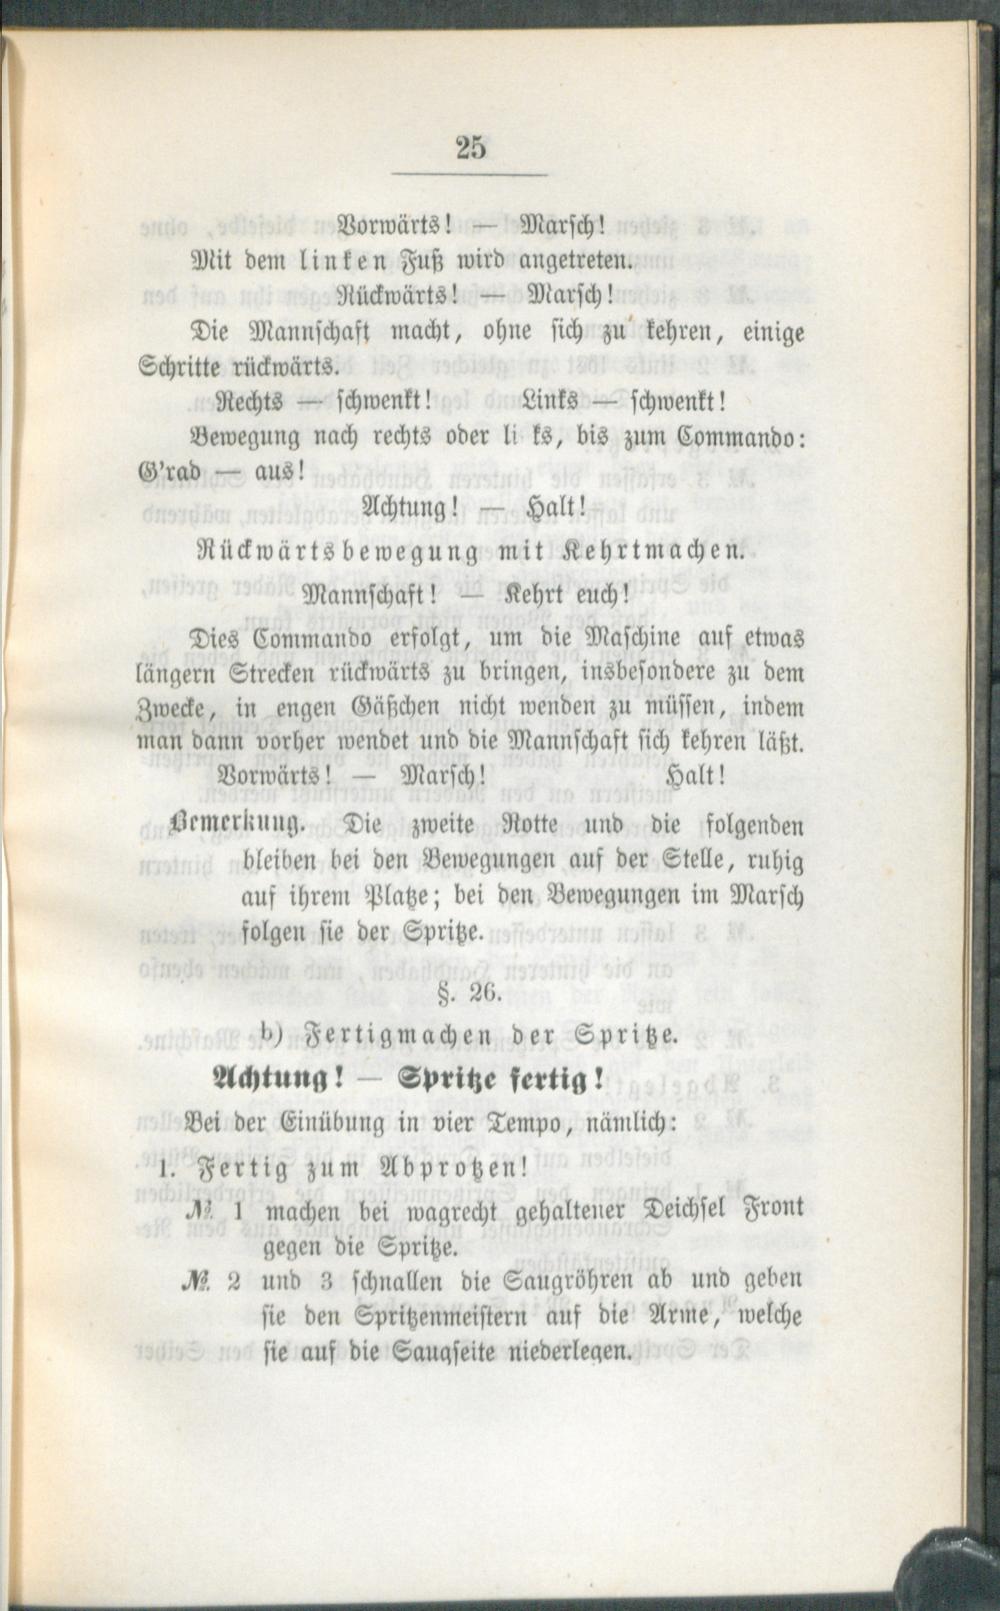 25
Vorwärts! — Marsch!
Mit dem linken Fuß wird angetreten.
Rückwärts! — Marsch!
Die Mannschaft macht, ohne sich zu kehren, einige
Schritte rückwärts.
Rechts — schwenkt! Links — schwenkt!
Bewegung nach rechts oder li ks, bis zum Commando:
G'rad — aus!
Achtung! — Halt!
Rückwärtsbewegung mit Kehrtmachen.
Mannschaft! — Kehrt euch!
Dies Commando erfolgt, um die Maschine auf etwas
längern Strecken rückwärts zu bringen, insbesondere zu dem
Zwecke, in engen Gäßchen nicht wenden zu müssen, indem
man dann vorher wendet und die Mannschaft sich kehren läßt.
Vorwärts! — Marsch! Halt!
Bemerkung. Die zweite Rotte und die folgenden
bleiben bei den Bewegungen auf der Stelle, ruhig
auf ihrem Platze; bei den Bewegungen im Marsch
folgen sie der Spritze.
§. 26.
b) Fertigmachen der Spritze.
Achtung! — Spritze fertig!
Bei der Einübung in vier Tempo, nämlich:
1. Fertig zum Abprotzen!
№. 1 machen bei wagrecht gehaltener Deichsel Front
gegen die Spritze.
№. 2 und 3 schnallen die Saugröhren ab und geben
sie den Spritzenmeistern auf die Arme, welche
sie auf die Saugseite niederlegen.